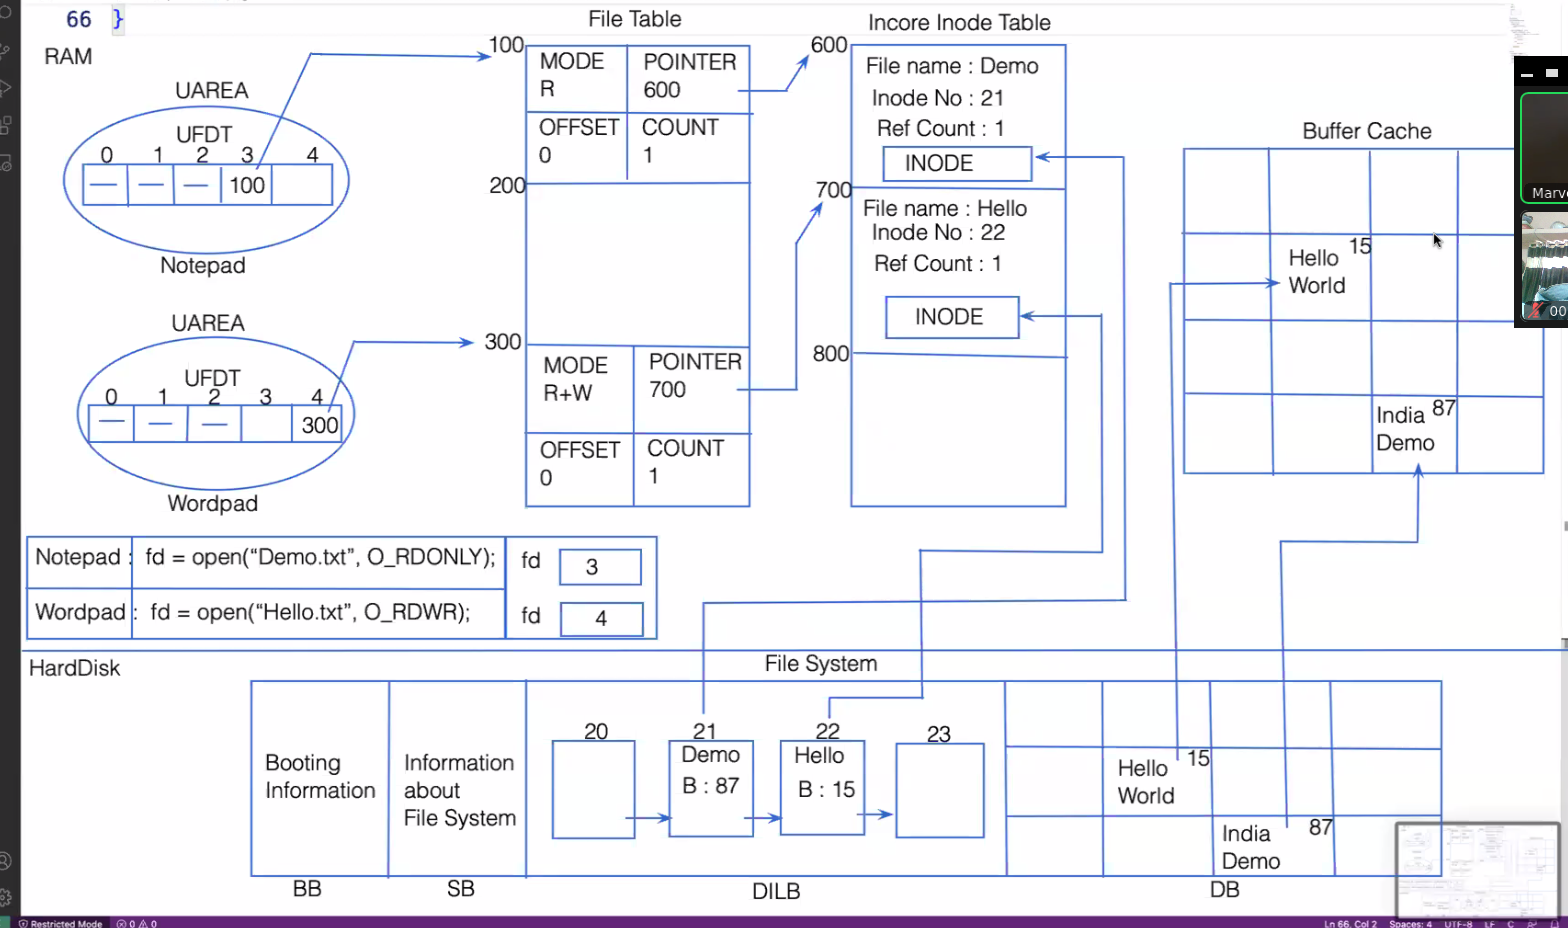 66 }
RAM
File Table
Incore Inode Table
UAREA
UFDT
0 1 2 3 4
— — — 100
Notepad
UAREA
UFDT
0 1 2 3 4
— — — 300
Wordpad
100
MODE
R
POINTER
600
OFFSET
0
COUNT
1
200
300
MODE
R+W
POINTER
700
OFFSET
0
COUNT
1
600
File name : Demo
Inode No : 21
Ref Count : 1
INODE
700
File name : Hello
Inode No : 22
Ref Count : 1
INODE
800
Buffer Cache
15
Hello
World
87
India
Demo
Marv
00
Notepad : fd = open(“Demo.txt”, O_RDONLY); fd 3
Wordpad : fd = open(“Hello.txt”, O_RDWR); fd 4
HardDisk
File System
Booting
Information
BB
Information
about
File System
SB
20
21
Demo
B : 87
22
Hello
B : 15
23
DILB
15
Hello
World
87
India
Demo
DB
Restricted Mode 0 0 Ln 66, Col 2 Spaces: 4 UTF-8 LF C